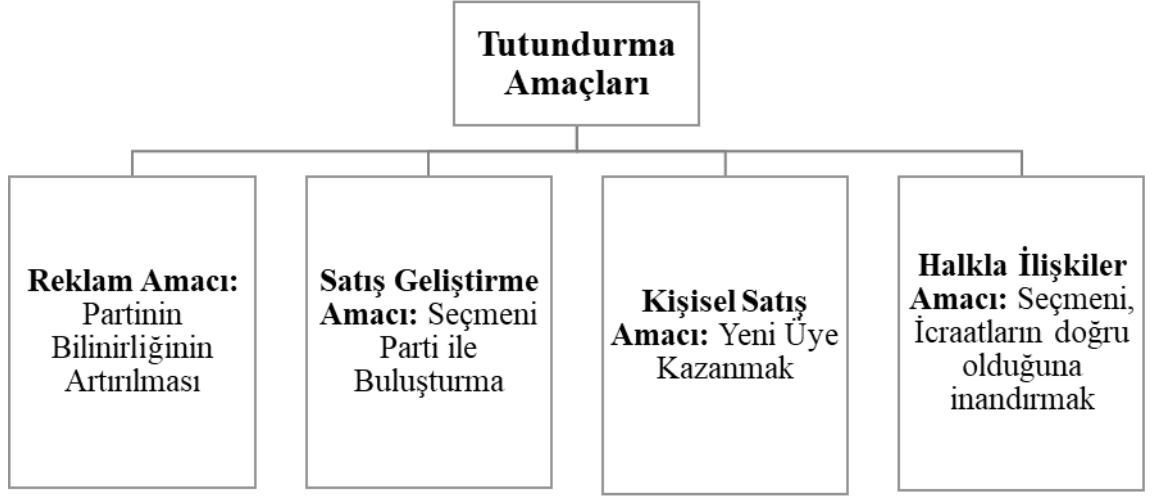 Tutundurma
Amaçları
Reklam Amacı:
Partinin
Bilinirliğinin
Artırılması
Satış Geliştirme
Amacı: Seçmeni
Parti ile
Buluşturma
Kişisel Satış
Amacı: Yeni Üye
Kazanmak
Halkla İlişkiler
Amacı: Seçmeni,
İcraatların doğru
olduğuna
inandırmak